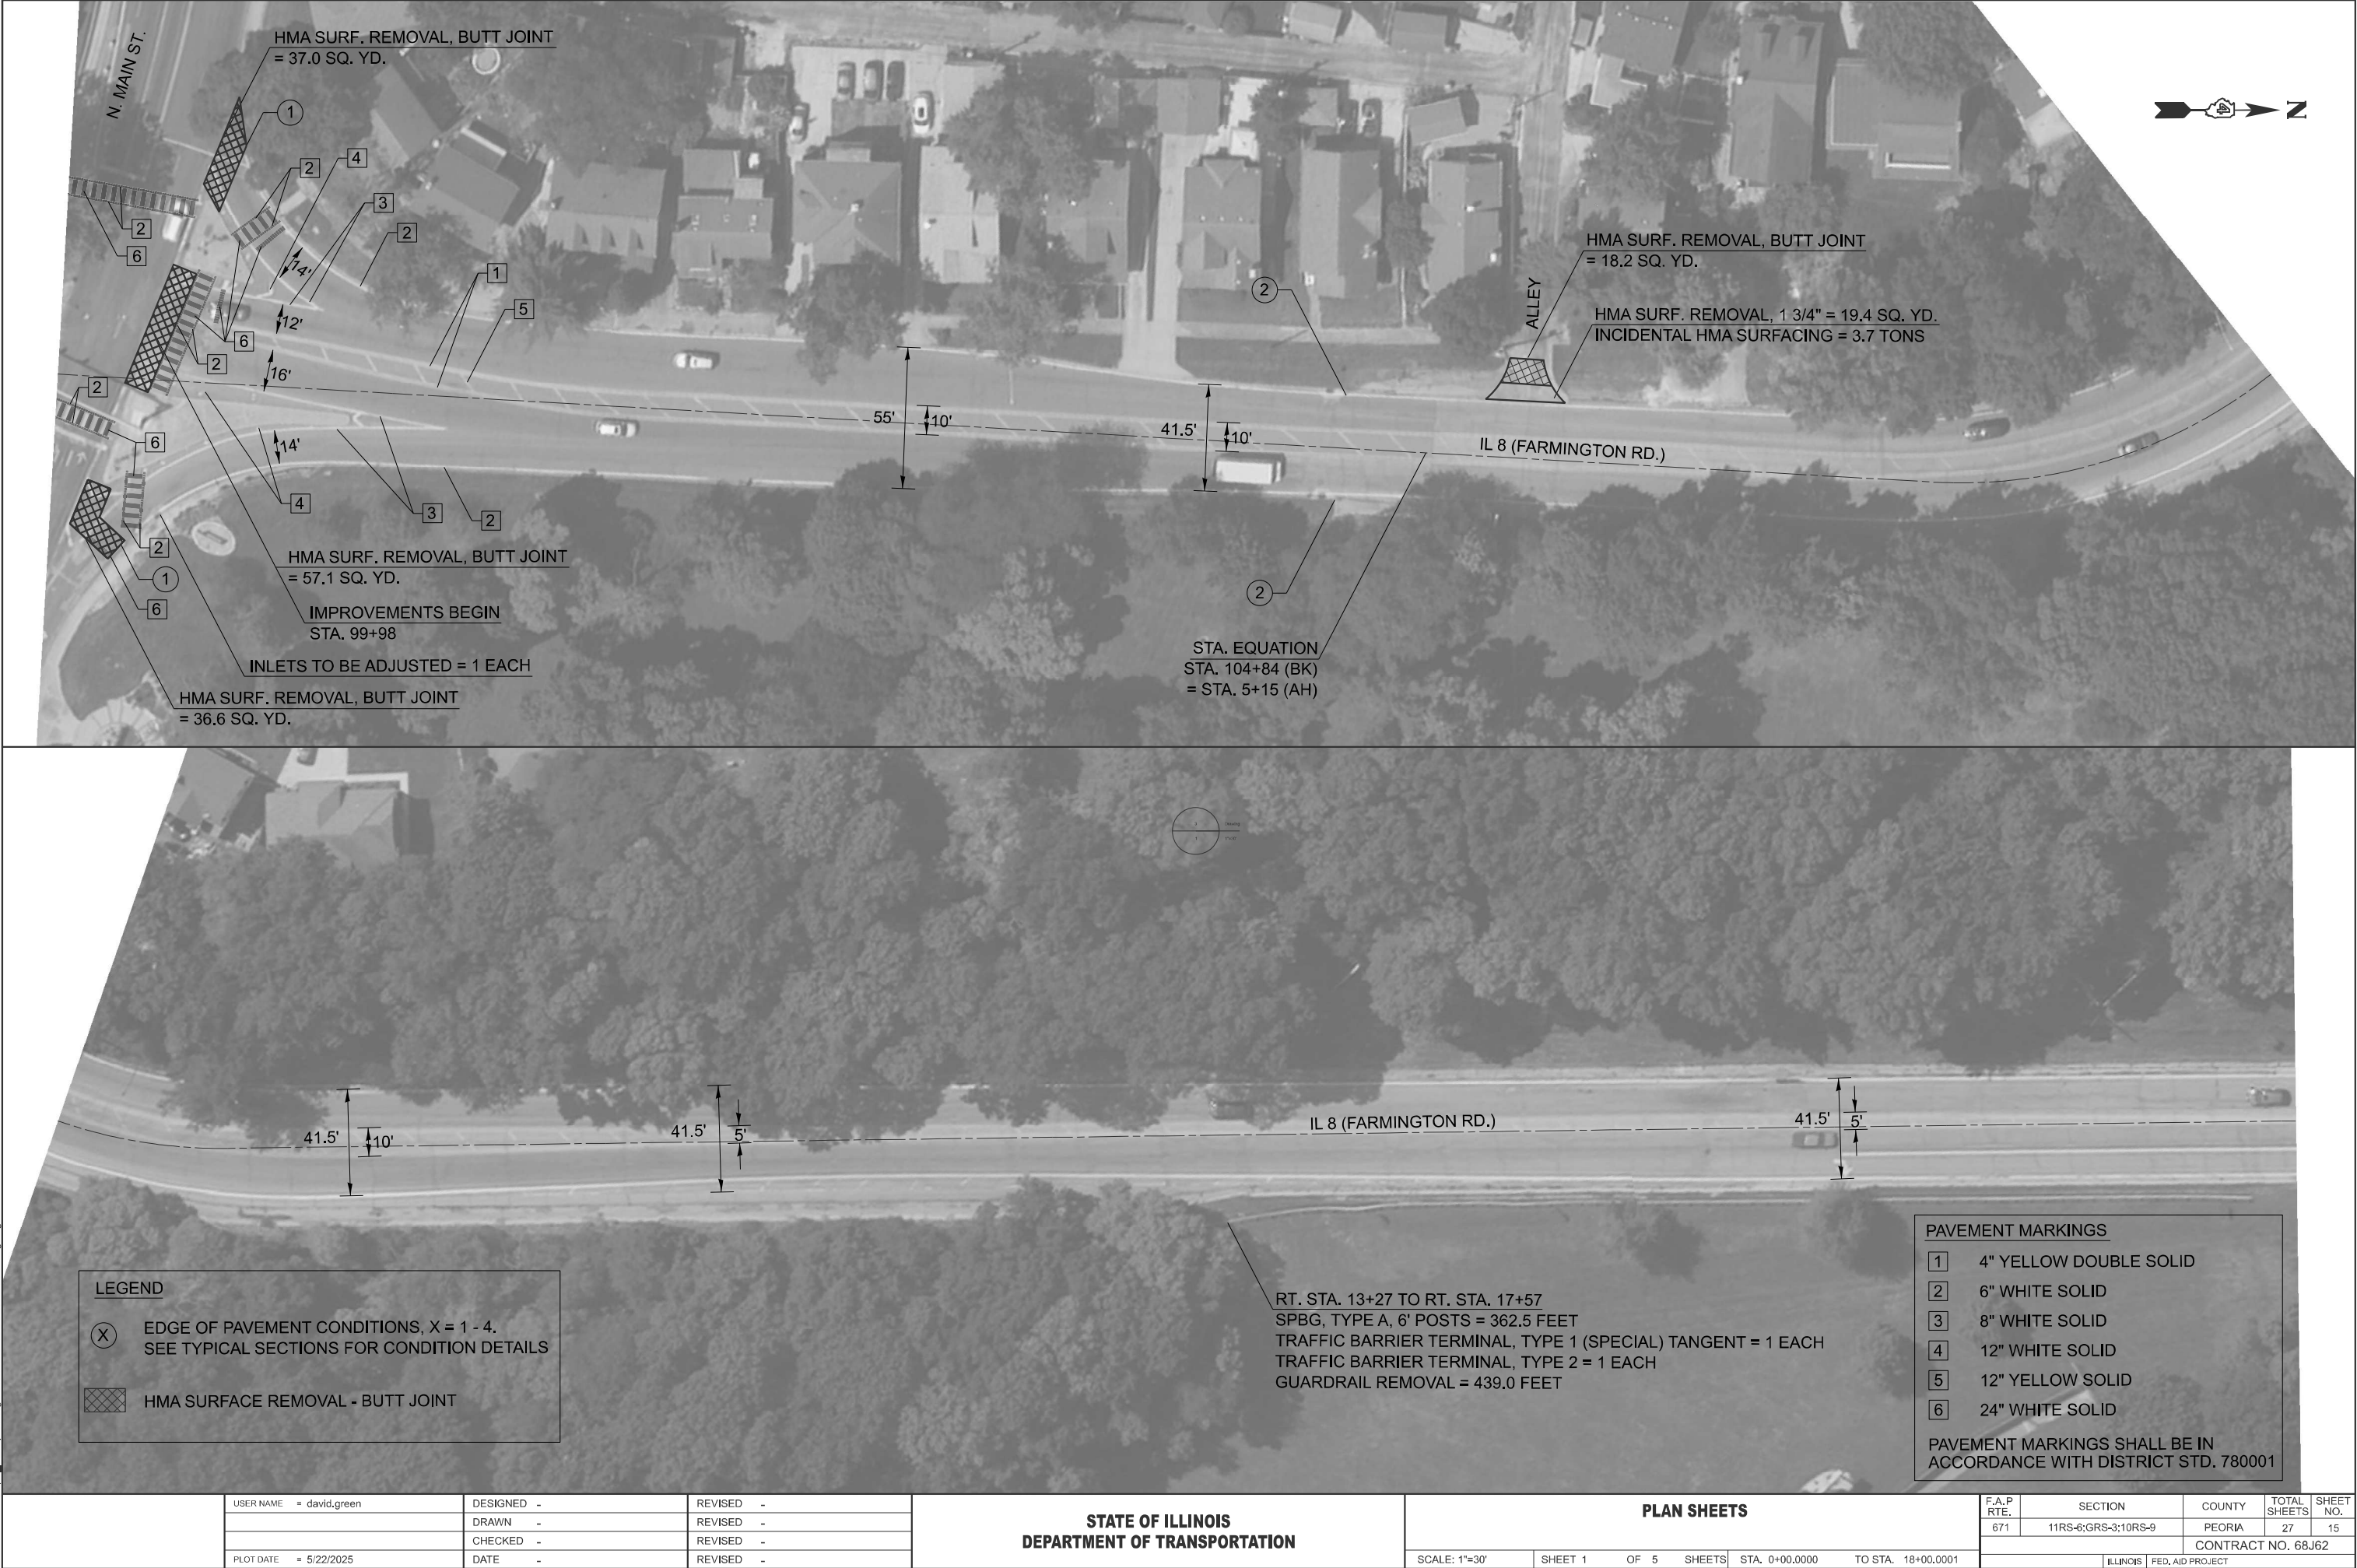 N. MAIN ST.
HMA SURF. REMOVAL, BUTT JOINT
= 37.0 SQ. YD.
1
2
4
3
2
2
6
14'
1
5
12'
6
2
16'
2
6
14'
4
3
2
2
1
6
HMA SURF. REMOVAL, BUTT JOINT
= 57.1 SQ. YD.
IMPROVEMENTS BEGIN
STA. 99+98
INLETS TO BE ADJUSTED = 1 EACH
HMA SURF. REMOVAL, BUTT JOINT
= 36.6 SQ. YD.
55'
10'
41.5'
10'
2
2
STA. EQUATION
STA. 104+84 (BK)
= STA. 5+15 (AH)
ALLEY
HMA SURF. REMOVAL, BUTT JOINT
= 18.2 SQ. YD.
HMA SURF. REMOVAL, 1 3/4" = 19.4 SQ. YD.
INCIDENTAL HMA SURFACING = 3.7 TONS
IL 8 (FARMINGTON RD.)
N
41.5'
10'
41.5'
5'
IL 8 (FARMINGTON RD.)
41.5'
5'
LEGEND
X
EDGE OF PAVEMENT CONDITIONS, X = 1 - 4.
SEE TYPICAL SECTIONS FOR CONDITION DETAILS
HMA SURFACE REMOVAL - BUTT JOINT
RT. STA. 13+27 TO RT. STA. 17+57
SPBG, TYPE A, 6' POSTS = 362.5 FEET
TRAFFIC BARRIER TERMINAL, TYPE 1 (SPECIAL) TANGENT = 1 EACH
TRAFFIC BARRIER TERMINAL, TYPE 2 = 1 EACH
GUARDRAIL REMOVAL = 439.0 FEET
PAVEMENT MARKINGS
1 4" YELLOW DOUBLE SOLID
2 6" WHITE SOLID
3 8" WHITE SOLID
4 12" WHITE SOLID
5 12" YELLOW SOLID
6 24" WHITE SOLID
PAVEMENT MARKINGS SHALL BE IN
ACCORDANCE WITH DISTRICT STD. 780001
USER NAME = david.green
PLOT DATE = 5/22/2025
DESIGNED -
DRAWN -
CHECKED -
DATE -
REVISED -
REVISED -
REVISED -
REVISED -
STATE OF ILLINOIS
DEPARTMENT OF TRANSPORTATION
PLAN SHEETS
SCALE: 1"=30' SHEET 1 OF 5 SHEETS STA. 0+00.0000 TO STA. 18+00.0001
F.A.P RTE. SECTION COUNTY TOTAL SHEETS SHEET NO.
671 11RS-6;GRS-3;10RS-9 PEORIA 27 15
CONTRACT NO. 68J62
ILLINOIS FED. AID PROJECT